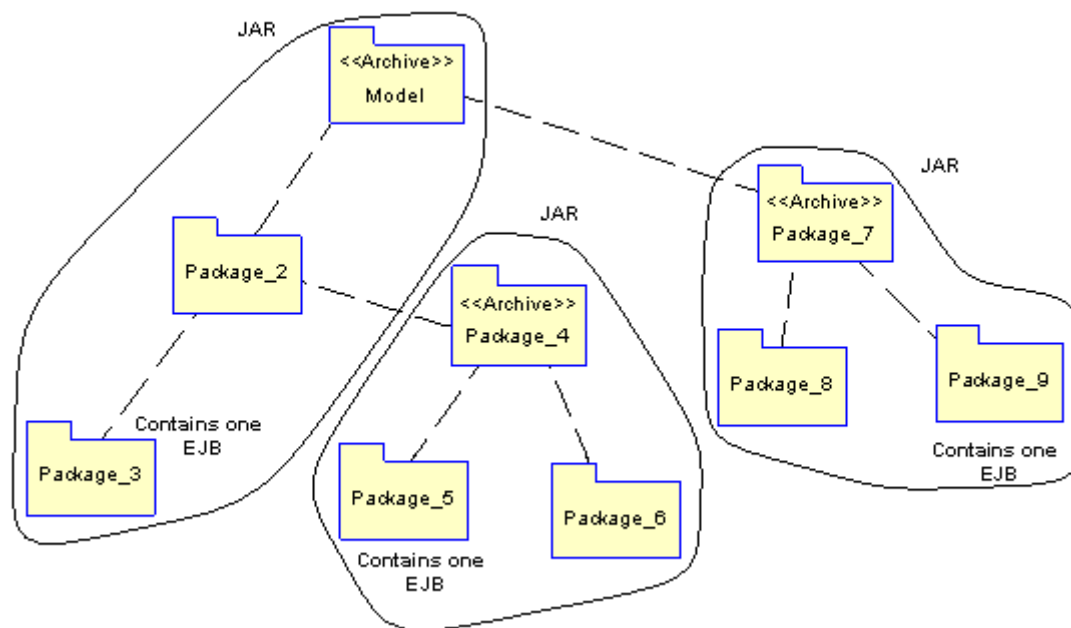 JAR
<<Archive>>
Model
JAR
<<Archive>>
Package_7
JAR
Package_2
<<Archive>>
Package_4
Package_8
Package_9
Contains one
EJB
Package_3
Contains one
EJB
Package_5
Package_6
Contains one
EJB